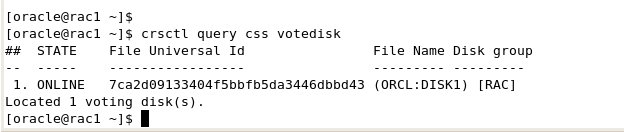 [oracle@rac1 ~]$
[oracle@rac1 ~]$ crsctl query css votedisk
##  STATE    File Universal Id                File Name Disk group
--  -----    -----------------                --------- ---------
 1. ONLINE   7ca2d09133404f5bbfb5da3446dbbd43 (ORCL:DISK1) [RAC]
Located 1 voting disk(s).
[oracle@rac1 ~]$